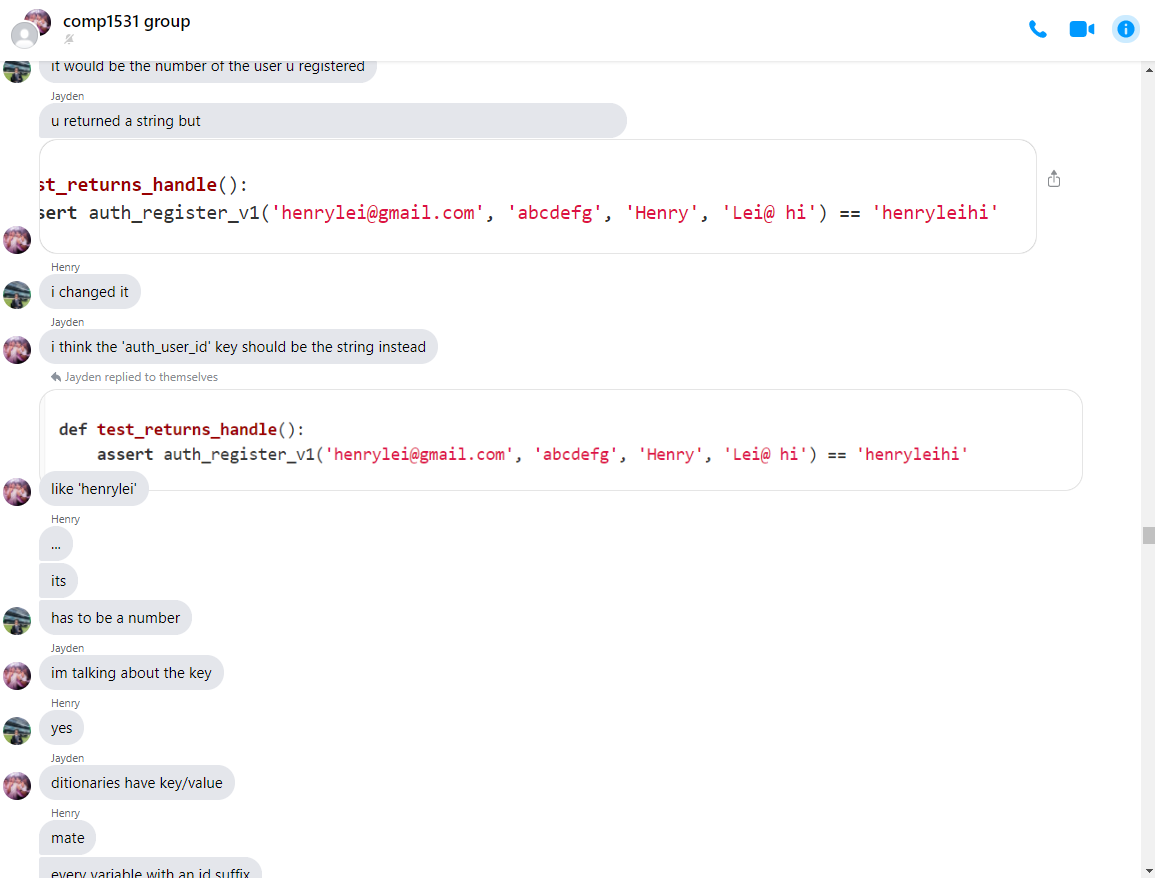 comp1531 group
it would be the number of the user u registered
Jayden
u returned a string but
st_returns_handle():
sert auth_register_v1('henrylei@gmail.com', 'abcdefg', 'Henry', 'Lei@ hi') == 'henryleihi'
Henry
i changed it
Jayden
i think the 'auth_user_id' key should be the string instead
Jayden replied to themselves
def test_returns_handle():
assert auth_register_v1('henrylei@gmail.com', 'abcdefg', 'Henry', 'Lei@ hi') == 'henryleihi'
like 'henrylei'
Henry
...
its
has to be a number
Jayden
im talking about the key
Henry
yes
Jayden
ditionaries have key/value
Henry
mate
every variable with an id suffix